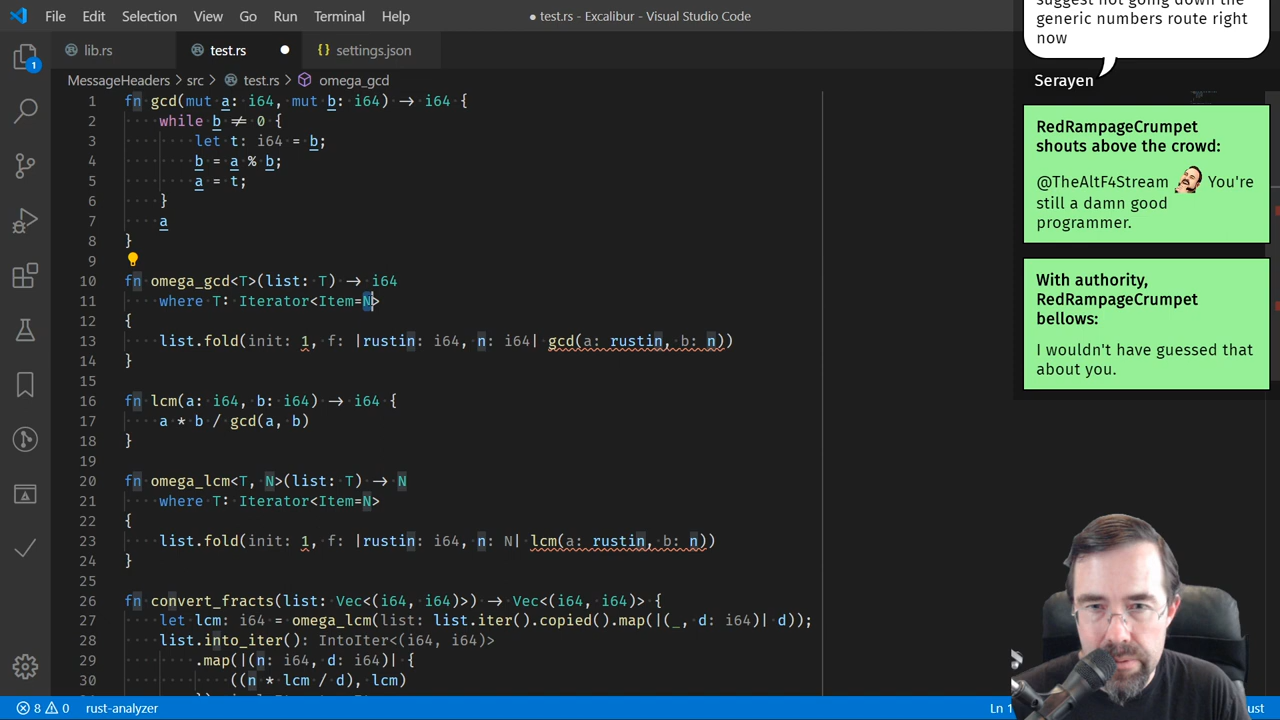 File Edit Selection View Go Run Terminal Help
● test.rs - Excalibur - Visual Studio Code
lib.rs test.rs ● {} settings.json
MessageHeaders > src > test.rs > omega_gcd
1 fn gcd(mut a: i64, mut b: i64) → i64 {
2 while b ≠ 0 {
3 let t: i64 = b;
4 b = a % b;
5 a = t;
6 }
7 a
8 }
9
10 fn omega_gcd<T>(list: T) → i64
11 where T: Iterator<Item=N>
12 {
13 list.fold(init: 1, f: |rustin: i64, n: i64| gcd(a: rustin, b: n))
14 }
15
16 fn lcm(a: i64, b: i64) → i64 {
17 a * b / gcd(a, b)
18 }
19
20 fn omega_lcm<T, N>(list: T) → N
21 where T: Iterator<Item=N>
22 {
23 list.fold(init: 1, f: |rustin: i64, n: N| lcm(a: rustin, b: n))
24 }
25
26 fn convert_fracts(list: Vec<(i64, i64)>) → Vec<(i64, i64)> {
27 let lcm: i64 = omega_lcm(list: list.iter().copied().map(|(_, d: i64)| d));
28 list.into_iter(): IntoIter<(i64, i64)>
29 .map(|(n: i64, d: i64)| {
30 ((n * lcm / d), lcm)
1
8 0 rust-analyzer
suggest not going down the
generic numbers route right
now
Serayen
RedRampageCrumpet
shouts above the crowd:
@TheAltF4Stream You're
still a damn good
programmer.
With authority,
RedRampageCrumpet
bellows:
I wouldn't have guessed that
about you.